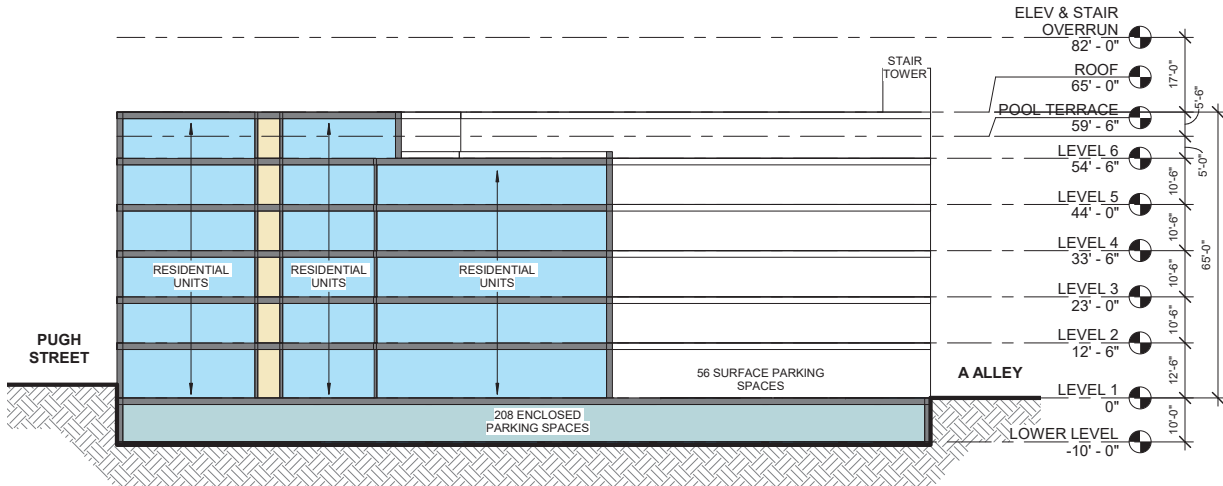 ELEV & STAIR
OVERRUN
82' - 0"
STAIR
TOWER
ROOF
65' - 0"
17'-0"
5'-6"
POOL TERRACE
59' - 6"
LEVEL 6
54' - 6"
5'-0"
10'-6"
LEVEL 5
44' - 0"
10'-6"
LEVEL 4
33' - 6"
RESIDENTIAL
UNITS
RESIDENTIAL
UNITS
RESIDENTIAL
UNITS
10'-6"
65'-0"
LEVEL 3
23' - 0"
10'-6"
LEVEL 2
12' - 6"
PUGH
STREET
56 SURFACE PARKING
SPACES
A ALLEY
12'-6"
LEVEL 1
0"
208 ENCLOSED
PARKING SPACES
10'-0"
LOWER LEVEL
-10' - 0"